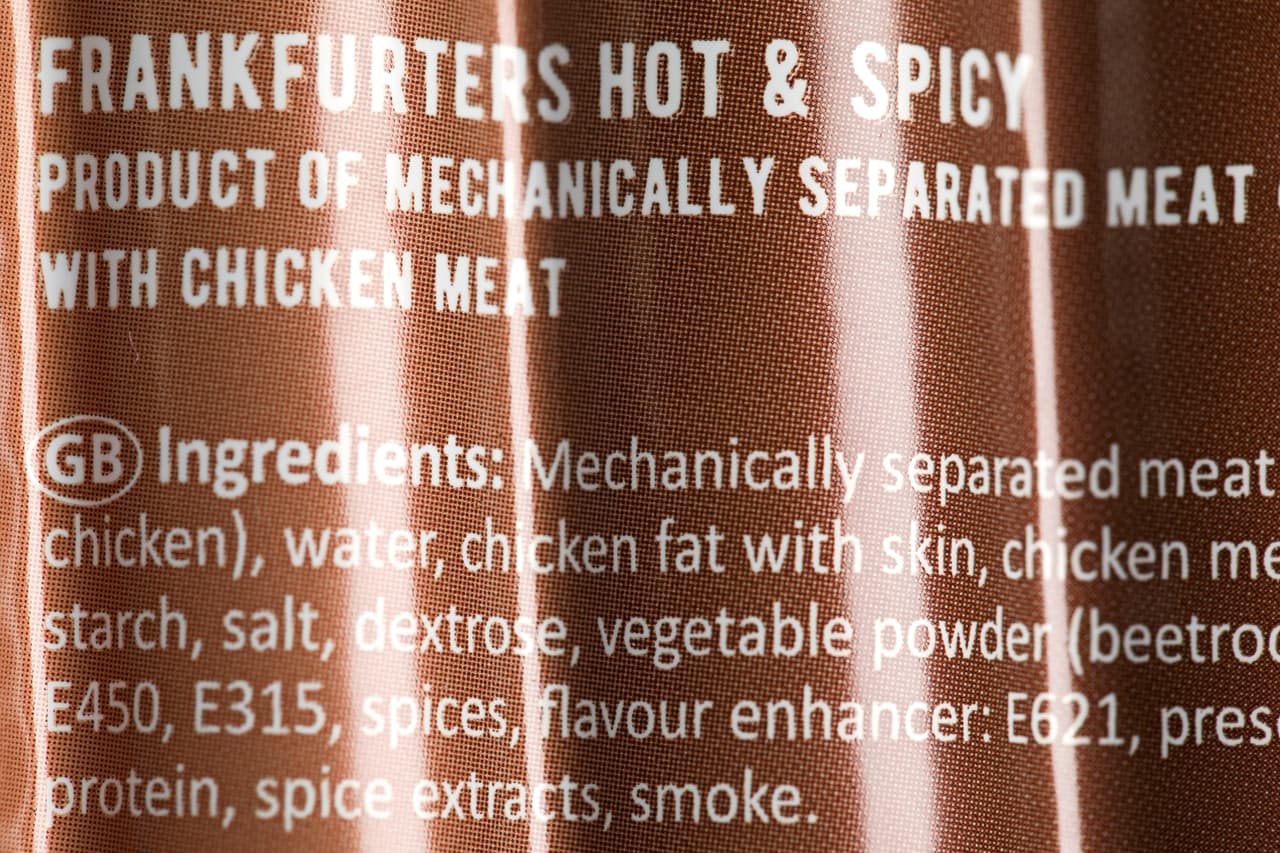 FRANKFURTERS HOT & SPICY
PRODUCT OF MECHANICALLY SEPARATED MEAT
WITH CHICKEN MEAT
GB Ingredients: Mechanically separated meat
chicken), water, chicken fat with skin, chicken me
starch, salt, dextrose, vegetable powder (beetroo
E450, E315, spices, flavour enhancer: E621, pres
protein, spice extracts, smoke.